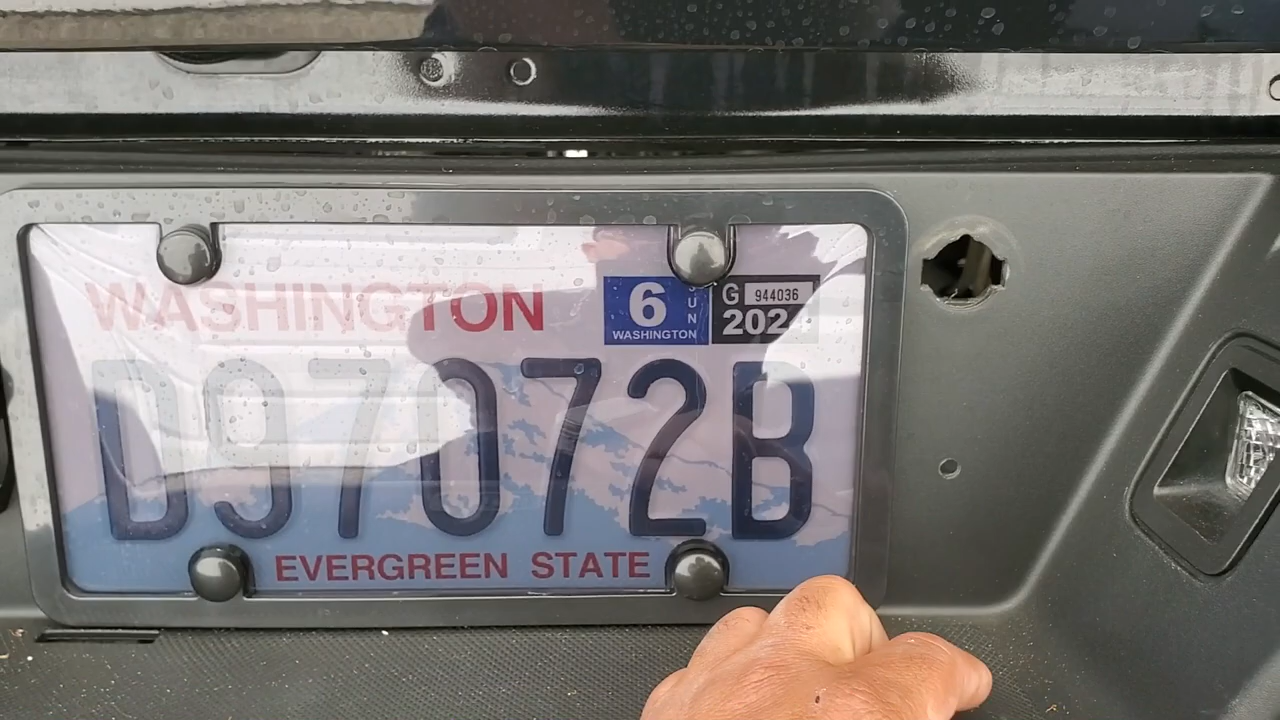 WASHINGTON
6 JUN WASHINGTON
G 944036
202
D97072B
EVERGREEN STATE